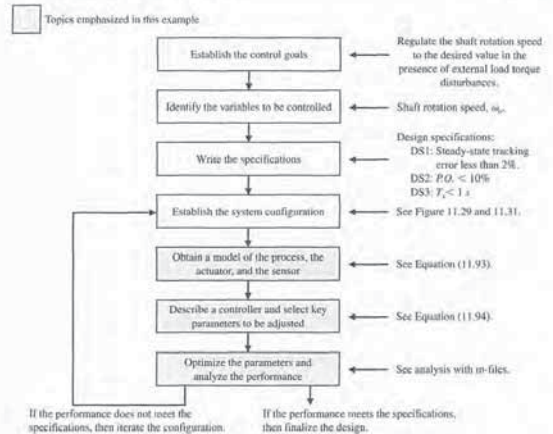 Topics emphasized in this example
Establish the control goals
Regulate the shaft rotation speed
to the desired value in the
presence of external load torque
disturbances.
Identify the variables to be controlled
Shaft rotation speed,
Write the specifications
Design specifications:
DS1: Steady-state tracking
error less than 2%.
DS2: P.O. < 10%
DS3: Ts < 1 s
Establish the system configuration
See Figure 11.29 and 11.31.
Obtain a model of the process, the
actuator, and the sensor
See Equation (11.93).
Describe a controller and select key
parameters to be adjusted
See Equation (11.94).
Optimize the parameters and
analyze the performance
See analysis with m-files.
If the performance does not meet the
specifications, then iterate the configuration.
If the performance meets the specifications,
then finalize the design.